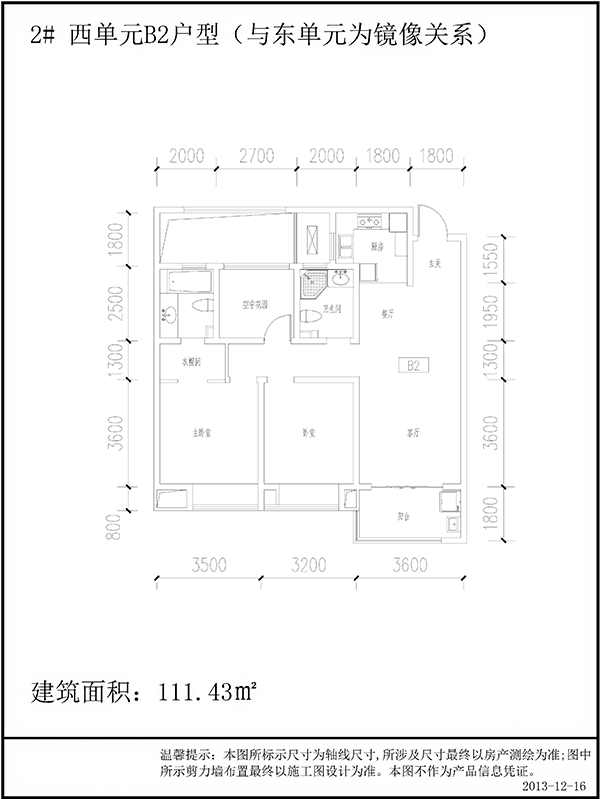 2# 西单元B2户型（与东单元为镜像关系）
2000 2700 2000 1800 1800
1800 2500 1300 3600 800
1550 1950 1300 3600 1800
厨房
玄关
空中花园
卫生间
餐厅
衣帽间
B2
主卧室
卧室
客厅
阳台
3500 3200 3600
建筑面积：111.43㎡
温馨提示：本图所标示尺寸为轴线尺寸,所涉及尺寸最终以房产测绘为准;图中
所示剪力墙布置最终以施工图设计为准。本图不作为产品信息凭证。
2013-12-16